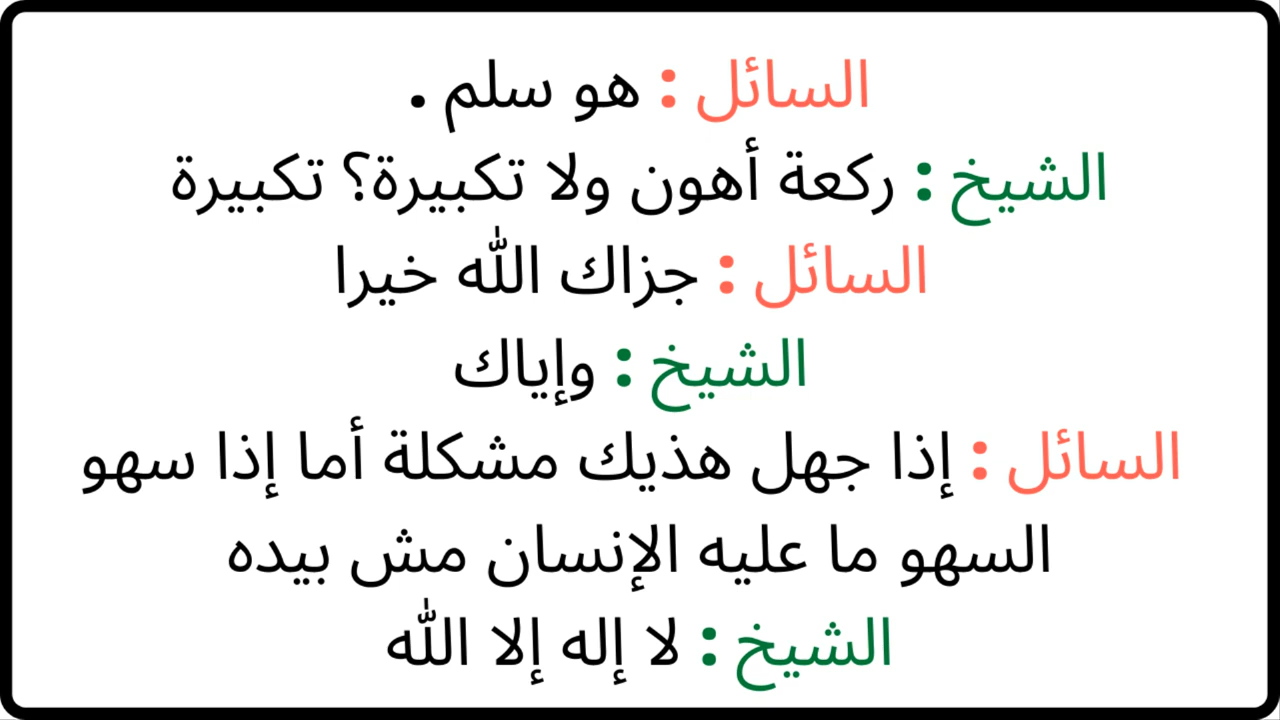 السائل : هو سلم .
الشيخ : ركعة أهون ولا تكبيرة؟ تكبيرة
السائل : جزاك الله خيرا
الشيخ : وإياك
السائل : إذا جهل هذيك مشكلة أما إذا سهو
السهو ما عليه الإنسان مش بيده
الشيخ : لا إله إلا الله